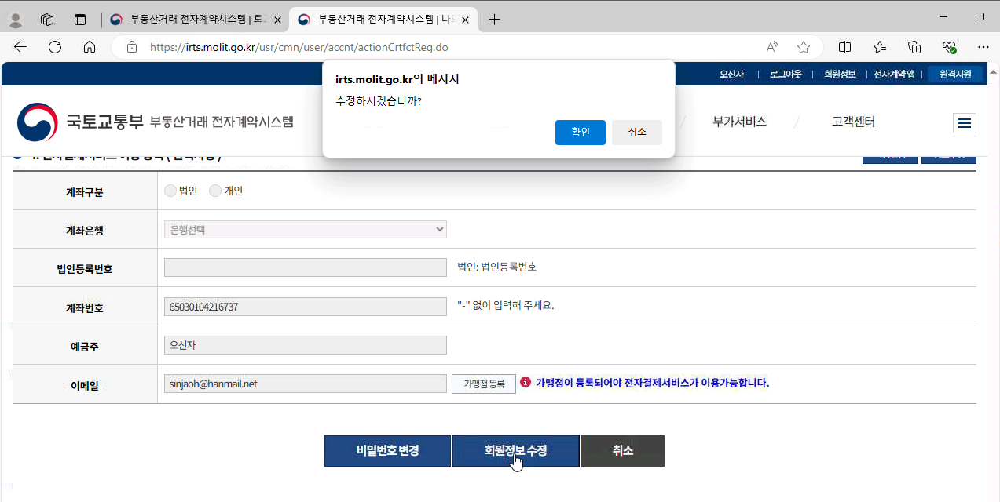 부동산거래 전자계약시스템 | 로그
부동산거래 전자계약시스템 | 나의
https://irts.molit.go.kr/usr/cmn/user/accnt/actionCrtfctReg.do
irts.molit.go.kr의 메시지
수정하시겠습니까?
확인
취소
오신자
로그아웃
회원정보
전자계약 앱
원격지원
국토교통부 부동산거래 전자계약시스템
부가서비스
고객센터
계좌구분
법인
개인
계좌은행
은행선택
법인등록번호
법인: 법인등록번호
계좌번호
65030104216737
"-" 없이 입력해 주세요.
예금주
오신자
이메일
sinjaoh@hanmail.net
가맹점 등록
가맹점이 등록되어야 전자결제서비스가 이용가능합니다.
비밀번호 변경
회원정보 수정
취소